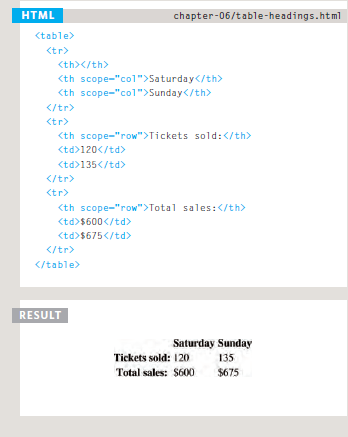 HTML chapter-06/table-headings.html
<table>
<tr>
<th></th>
<th scope="col">Saturday</th>
<th scope="col">Sunday</th>
</tr>
<tr>
<th scope="row">Tickets sold:</th>
<td>120</td>
<td>135</td>
</tr>
<tr>
<th scope="row">Total sales:</th>
<td>$600</td>
<td>$675</td>
</tr>
</table>
RESULT
Saturday Sunday
Tickets sold: 120 135
Total sales: $600 $675